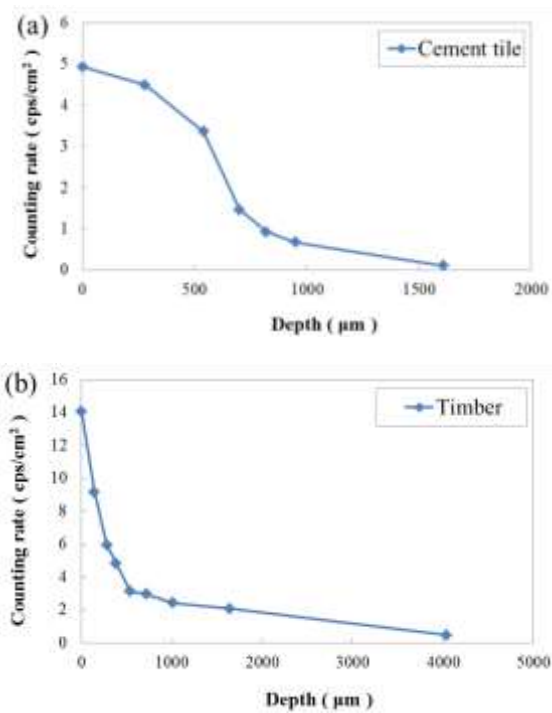 (a)
Cement tile
Counting rate ( cps/cm² )
6
5
4
3
2
1
0
0 500 1000 1500 2000
Depth ( μm )
(b)
Timber
Counting rate ( cps/cm² )
16
14
12
10
8
6
4
2
0
0 1000 2000 3000 4000 5000
Depth ( μm )